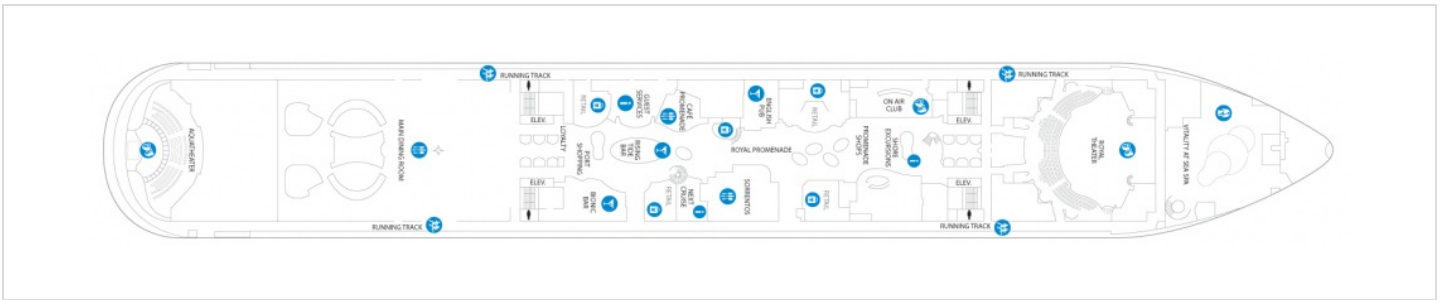 RUNNING TRACK
RUNNING TRACK
AQUATHEATER
MAIN DINING ROOM
ELEV.
ELEV.
LOYALTY
PORT
SHOPPING
RETAIL
GUEST
SERVICES
CAFE
PROMENADE
RISING
TIDE
BAR
BIONIC
BAR
RETAIL
NEXT
CRUISE
SORRENTOS
ENGLISH
PUB
ROYAL PROMENADE
RETAIL
RETAIL
PROMENADE
SHOPS
SHORE
EXCURSIONS
ON AIR
CLUB
ELEV.
ELEV.
ROYAL
THEATER
VITALITY AT SEA SPA
RUNNING TRACK
RUNNING TRACK